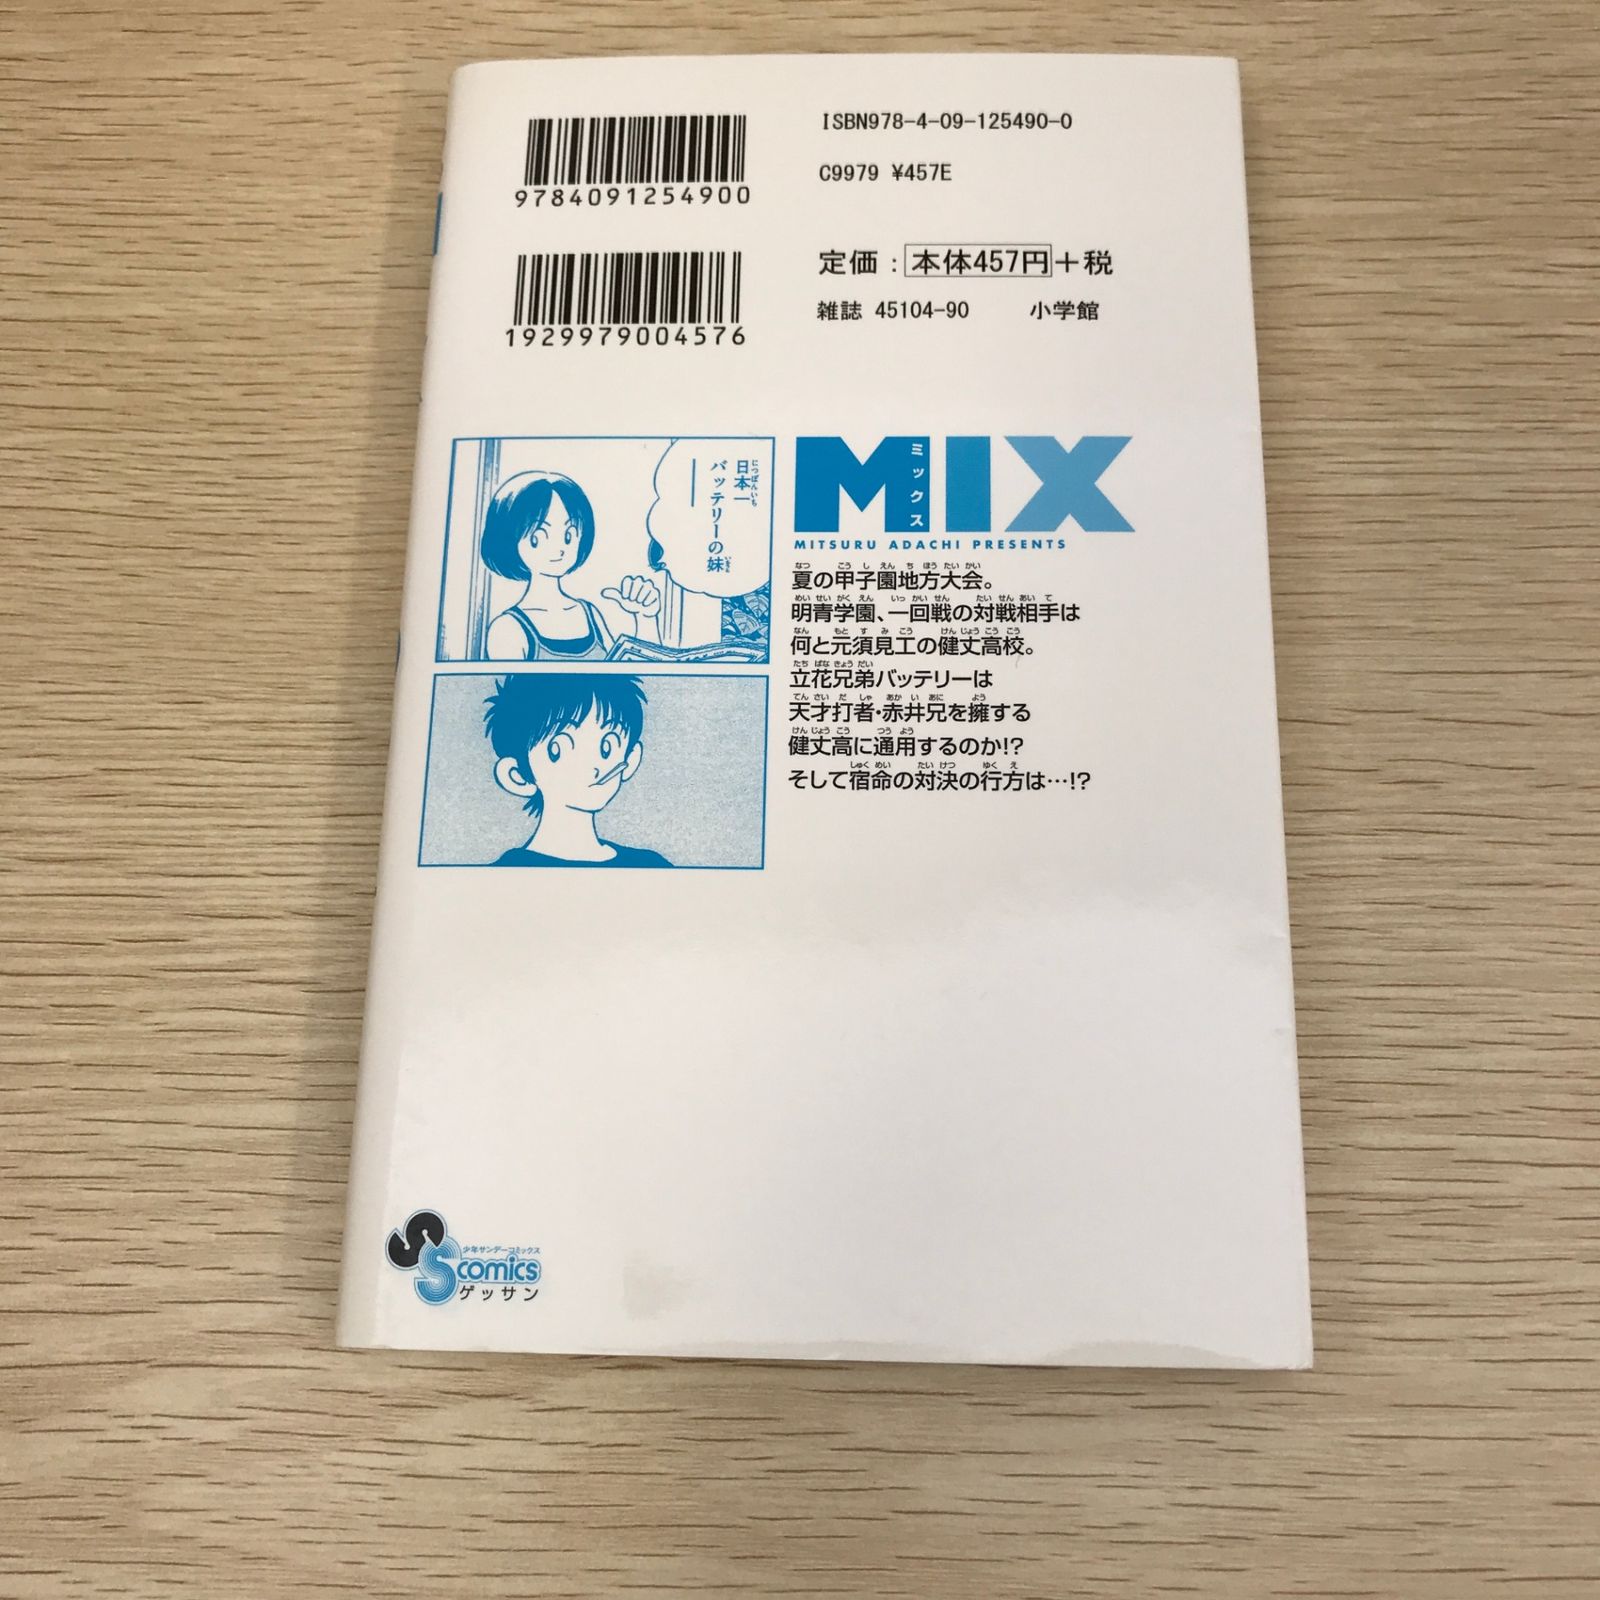 ISBN978-4-09-125490-0
C9979 ¥457E
9784091254900
定価：本体457円＋税
雑誌 45104-90 小学館
1929979004576
日本一
バッテリーの妹
──
MIX
ミックス
MITSURU ADACHI PRESENTS
夏の甲子園地方大会。
明青学園、一回戦の対戦相手は
何と元須見工の健丈高校。
立花兄弟バッテリーは
天才打者・赤井兄を擁する
健丈高に通用するのか!?
そして宿命の対決の行方は…!?
少年サンデーコミックス
S comics
ゲッサン